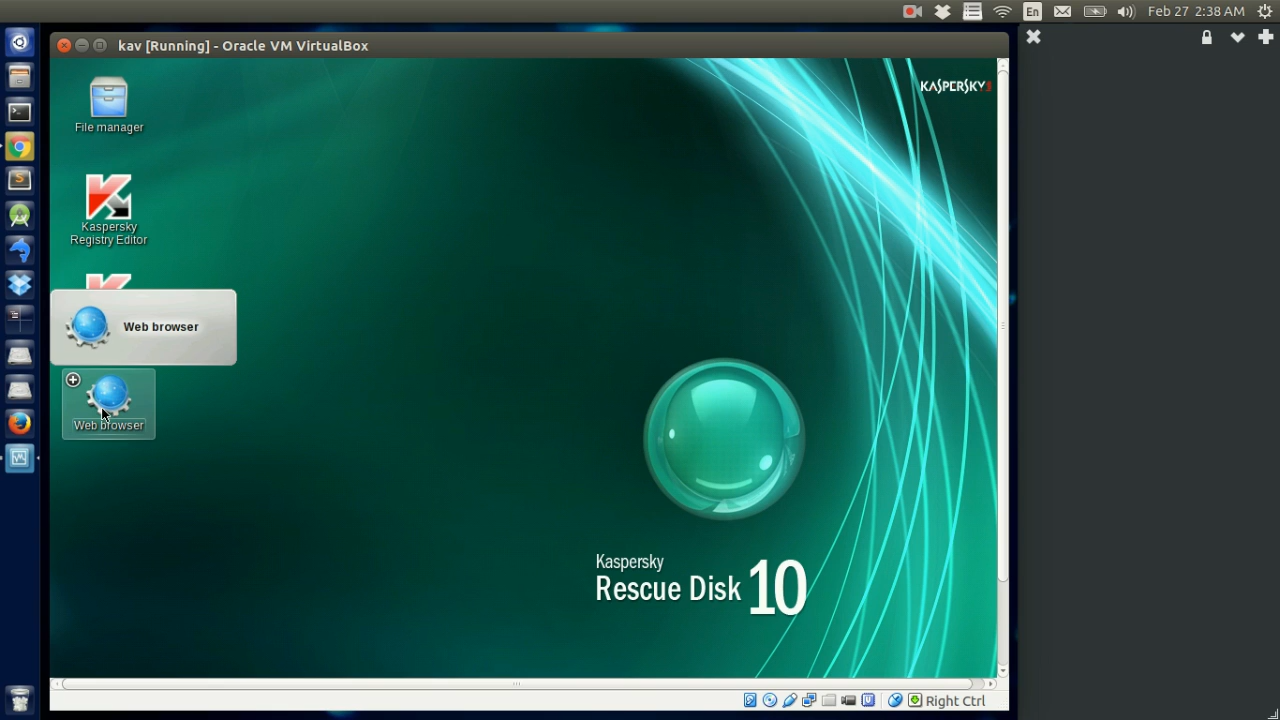 En
Feb 27 2:38 AM
kav [Running] - Oracle VM VirtualBox
KASPERSKY
File manager
Kaspersky
Registry Editor
Web browser
Web browser
Kaspersky
Rescue Disk 10
Right Ctrl